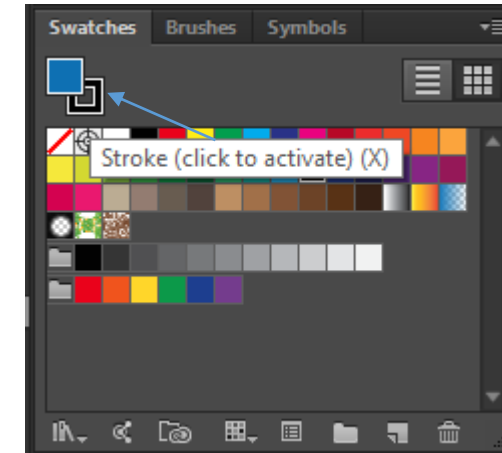 Swatches Brushes Symbols
Stroke (click to activate) (X)